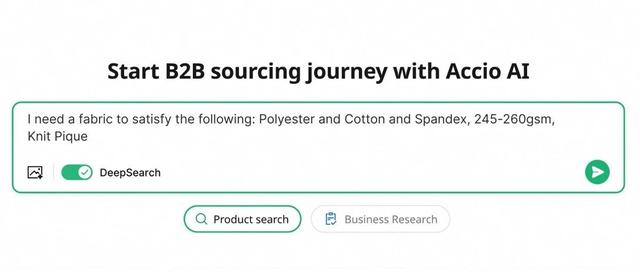 Start B2B sourcing journey with Accio AI
I need a fabric to satisfy the following: Polyester and Cotton and Spandex, 245-260gsm,
Knit Pique
DeepSearch
Product search
Business Research